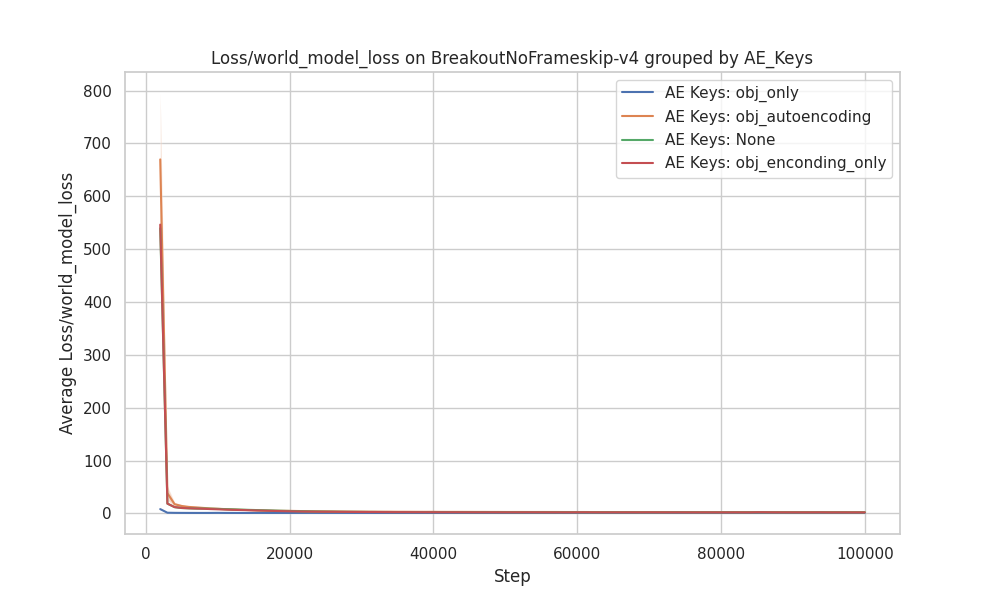 Loss/world_model_loss on BreakoutNoFrameskip-v4 grouped by AE_Keys
AE Keys: obj_only
AE Keys: obj_autoencoding
AE Keys: None
AE Keys: obj_enconding_only
Average Loss/world_model_loss
800
700
600
500
400
300
200
100
0
0 20000 40000 60000 80000 100000
Step